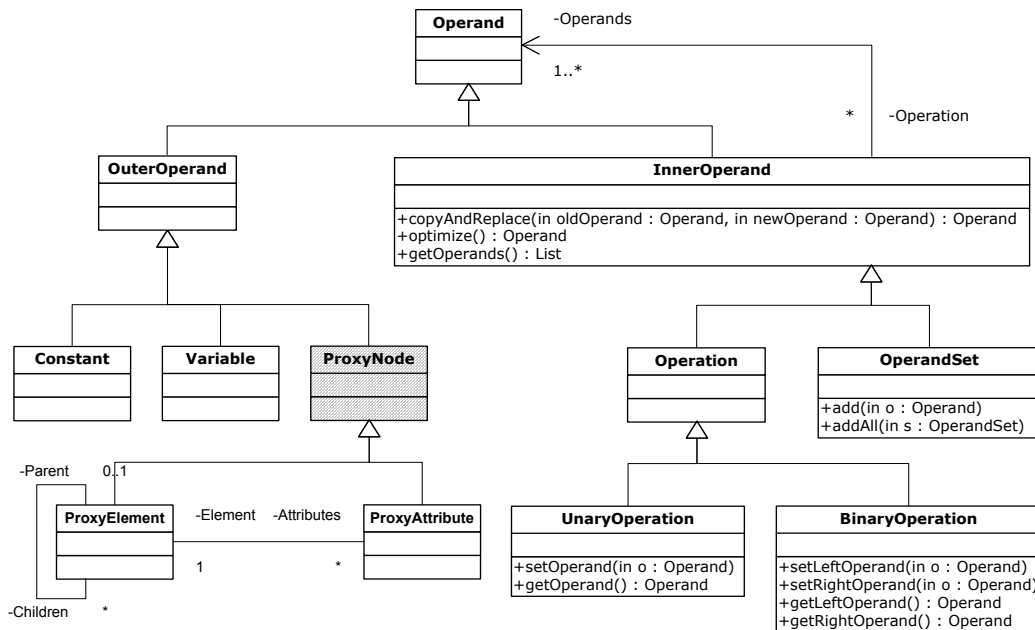 Operand
-Operands
1..*
*
-Operation
OuterOperand
InnerOperand
+copyAndReplace(in oldOperand : Operand, in newOperand : Operand) : Operand
+optimize() : Operand
+getOperands() : List
Constant
Variable
ProxyNode
Operation
OperandSet
+add(in o : Operand)
+addAll(in s : OperandSet)
-Parent
0..1
ProxyElement
-Element
-Attributes
ProxyAttribute
1
*
-Children
*
UnaryOperation
+setOperand(in o : Operand)
+getOperand() : Operand
BinaryOperation
+setLeftOperand(in o : Operand)
+setRightOperand(in o : Operand)
+getLeftOperand() : Operand
+getRightOperand() : Operand